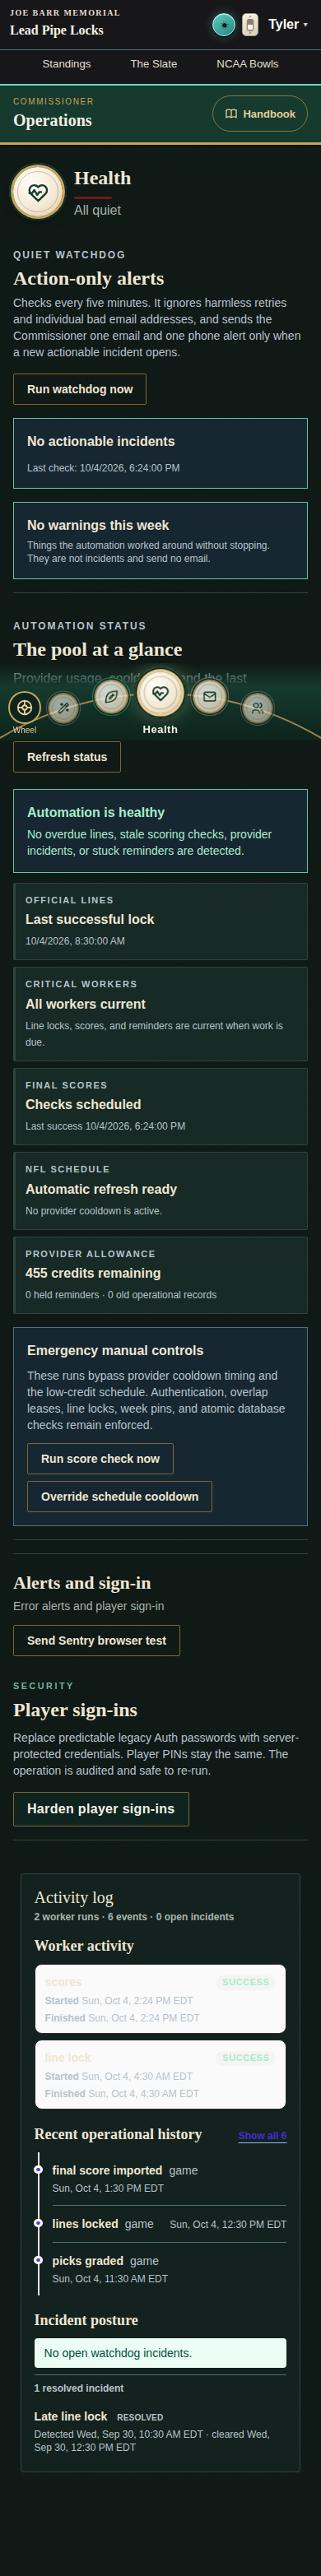 JOE BARR MEMORIAL
Lead Pipe Locks
Tyler
Standings
The Slate
NCAA Bowls
COMMISSIONER
Operations
Handbook
Health
All quiet
QUIET WATCHDOG
Action-only alerts
Checks every five minutes. It ignores harmless retries
and individual bad email addresses, and sends the
Commissioner one email and one phone alert only when
a new actionable incident opens.
Run watchdog now
No actionable incidents
Last check: 10/4/2026, 6:24:00 PM
No warnings this week
Things the automation worked around without stopping.
They are not incidents and send no email.
AUTOMATION STATUS
The pool at a glance
Provider usage, and the last
Wheel
Health
Refresh status
Automation is healthy
No overdue lines, stale scoring checks, provider
incidents, or stuck reminders are detected.
OFFICIAL LINES
Last successful lock
10/4/2026, 8:30:00 AM
CRITICAL WORKERS
All workers current
Line locks, scores, and reminders are current when work is
due.
FINAL SCORES
Checks scheduled
Last success 10/4/2026, 6:24:00 PM
NFL SCHEDULE
Automatic refresh ready
No provider cooldown is active.
PROVIDER ALLOWANCE
455 credits remaining
0 held reminders · 0 old operational records
Emergency manual controls
These runs bypass provider cooldown timing and
the low-credit schedule. Authentication, overlap
leases, line locks, week pins, and atomic database
checks remain enforced.
Run score check now
Override schedule cooldown
Alerts and sign-in
Error alerts and player sign-in
Send Sentry browser test
SECURITY
Player sign-ins
Replace predictable legacy Auth passwords with server-
protected credentials. Player PINs stay the same. The
operation is audited and safe to re-run.
Harden player sign-ins
Activity log
2 worker runs · 6 events · 0 open incidents
Worker activity
scores SUCCESS
Started Sun, Oct 4, 2:24 PM EDT
Finished Sun, Oct 4, 2:24 PM EDT
line lock SUCCESS
Started Sun, Oct 4, 4:30 AM EDT
Finished Sun, Oct 4, 4:30 AM EDT
Recent operational history Show all 6
final score imported game
Sun, Oct 4, 1:30 PM EDT
lines locked game Sun, Oct 4, 12:30 PM EDT
picks graded game
Sun, Oct 4, 11:30 AM EDT
Incident posture
No open watchdog incidents.
1 resolved incident
Late line lock RESOLVED
Detected Wed, Sep 30, 10:30 AM EDT · cleared Wed,
Sep 30, 12:30 PM EDT